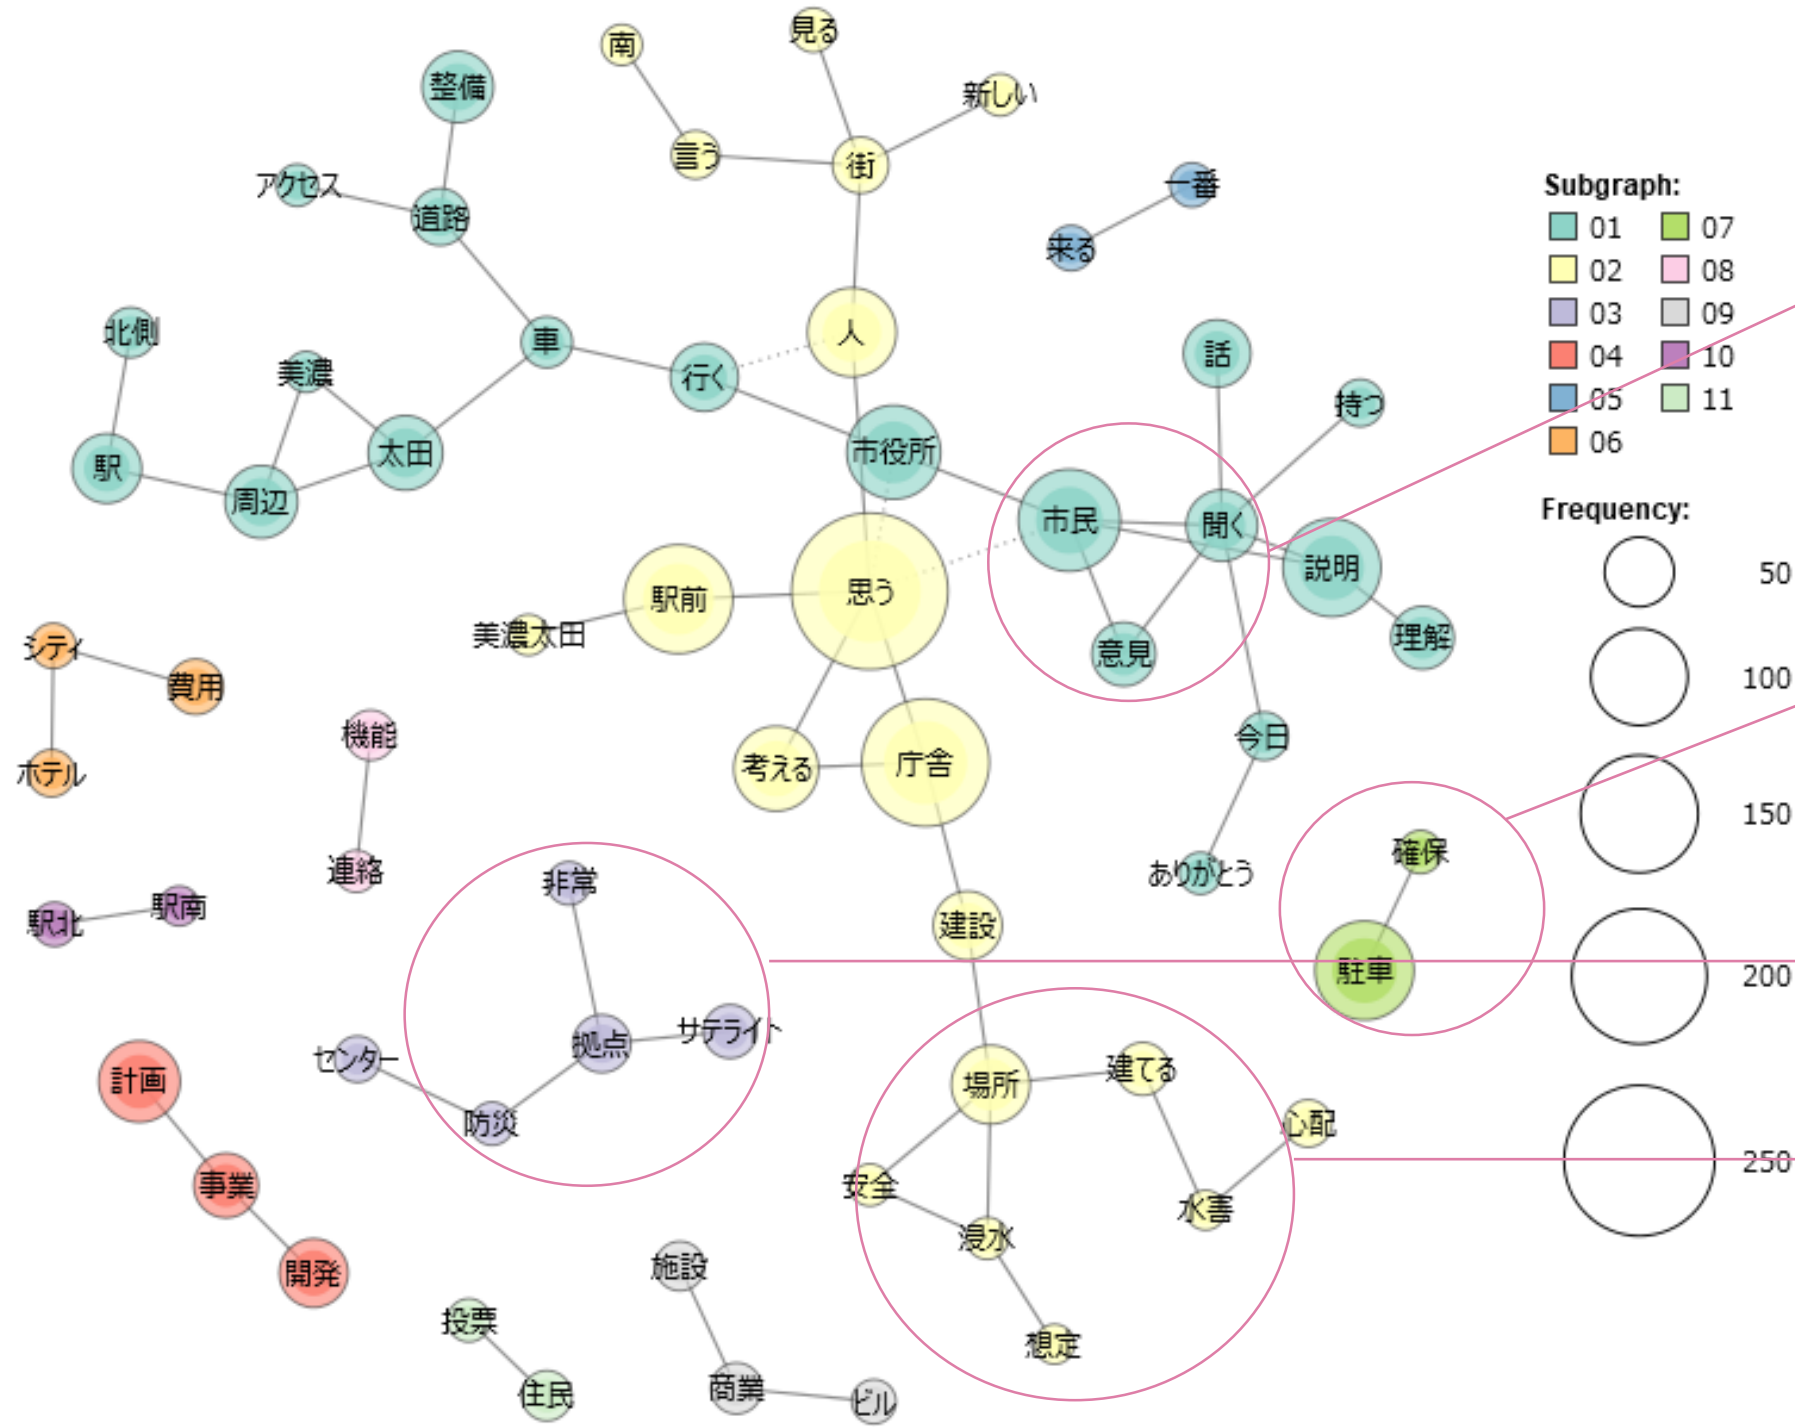 南
見る
整備
新しい
言う
街
アクセス
道路
一番
来る
北側
美濃
車
行く
人
話
持つ
駅
周辺
太田
市役所
市民
聞く
説明
理解
意見
駅前
思う
美濃太田
シティ
費用
ホテル
機能
連絡
考える
庁舎
今日
ありがとう
確保
駐車
駅北
駅南
非常
拠点
サテライト
センター
防災
建設
場所
建てる
心配
安全
水害
浸水
想定
計画
事業
開発
施設
商業
ビル
投票
住民
Subgraph:
01 07
02 08
03 09
04 10
05 11
06
Frequency:
50
100
150
200
250